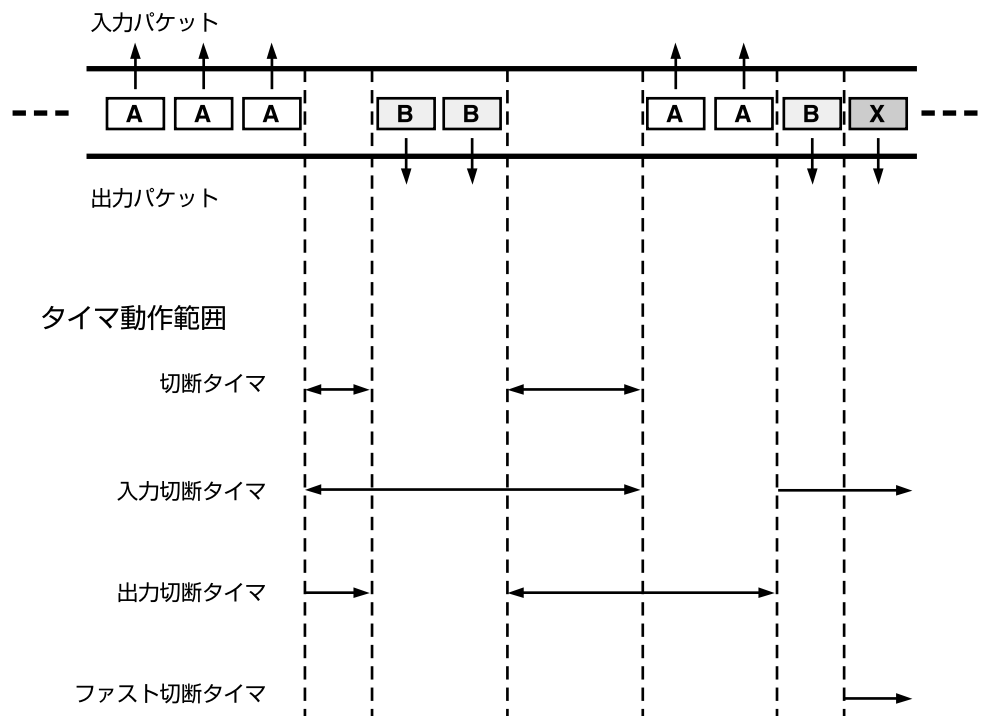 入力パケット
A A A B B A A B X
出力パケット
タイマ動作範囲
切断タイマ
入力切断タイマ
出力切断タイマ
ファスト切断タイマ